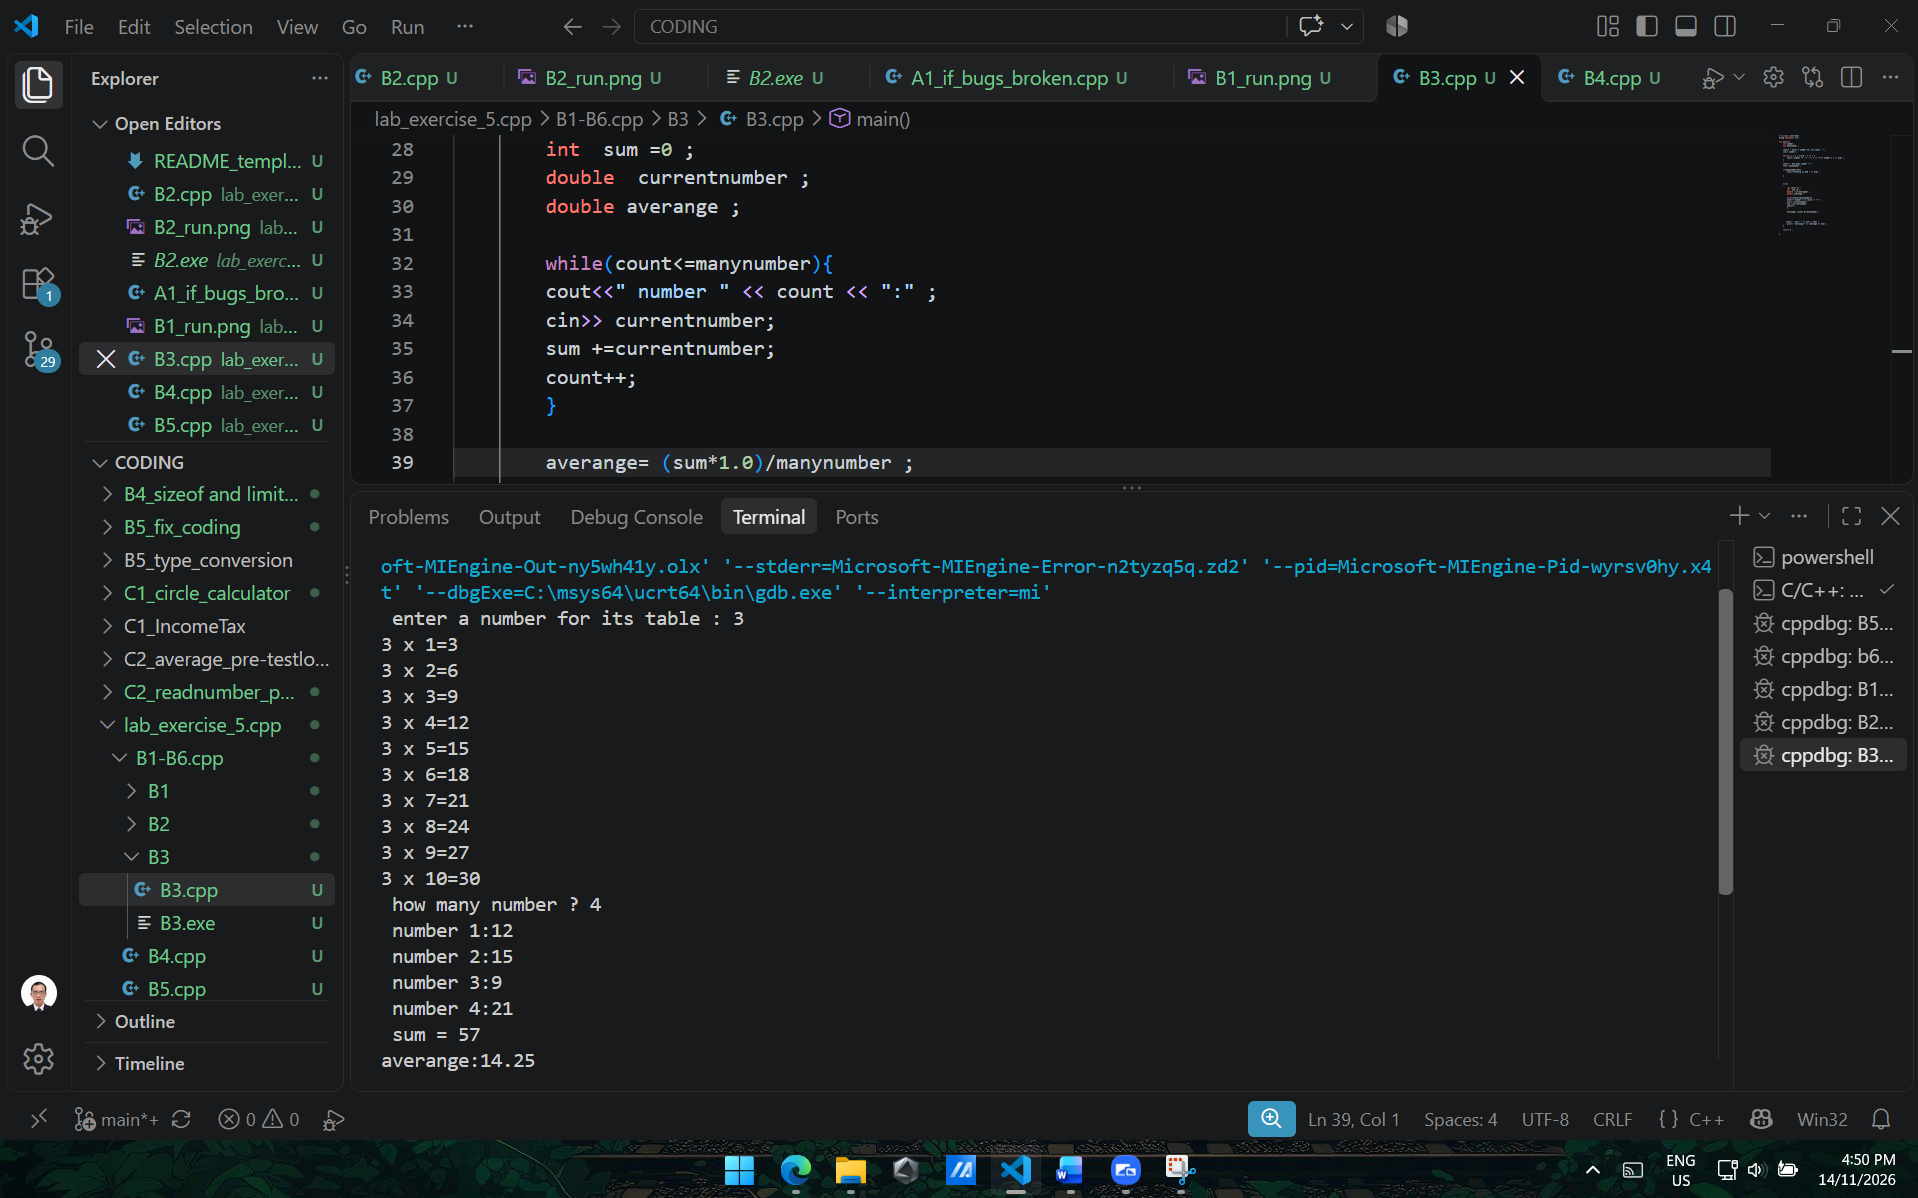 File Edit Selection View Go Run ··· CODING
Explorer ···
B2.cpp U B2_run.png U B2.exe U A1_if_bugs_broken.cpp U B1_run.png U B3.cpp U B4.cpp U ···
lab_exercise_5.cpp > B1-B6.cpp > B3 > B3.cpp > main()
Open Editors
README_templ... U
B2.cpp lab_exer... U
B2_run.png lab... U
B2.exe lab_exerc... U
A1_if_bugs_bro... U
B1_run.png lab... U
B3.cpp lab_exer... U
B4.cpp lab_exer... U
B5.cpp lab_exer... U
1
29
CODING
B4_sizeof and limit...
B5_fix_coding
B5_type_conversion
C1_circle_calculator
C1_IncomeTax
C2_average_pre-testlo...
C2_readnumber_p...
lab_exercise_5.cpp
B1-B6.cpp
B1
B2
B3
B3.cpp U
B3.exe U
B4.cpp U
B5.cpp U
Outline
Timeline
28 int  sum =0 ;
29 double  currentnumber ;
30 double averange ;
31
32 while(count<=manynumber){
33 cout<<" number " << count << ":" ;
34 cin>> currentnumber;
35 sum +=currentnumber;
36 count++;
37 }
38
39 averange= (sum*1.0)/manynumber ;
Problems Output Debug Console Terminal Ports
oft-MIEngine-Out-ny5wh41y.olx' '--stderr=Microsoft-MIEngine-Error-n2tyzq5q.zd2' '--pid=Microsoft-MIEngine-Pid-wyrsv0hy.x4
t' '--dbgExe=C:\msys64\ucrt64\bin\gdb.exe' '--interpreter=mi'
enter a number for its table : 3
3 x 1=3
3 x 2=6
3 x 3=9
3 x 4=12
3 x 5=15
3 x 6=18
3 x 7=21
3 x 8=24
3 x 9=27
3 x 10=30
how many number ? 4
number 1:12
number 2:15
number 3:9
number 4:21
sum = 57
averange:14.25
powershell
C/C++: ...
cppdbg: B5...
cppdbg: b6...
cppdbg: B1...
cppdbg: B2...
cppdbg: B3...
main*+ 0 0 Ln 39, Col 1 Spaces: 4 UTF-8 CRLF {} C++ Win32
ENG
US
4:50 PM
14/11/2026